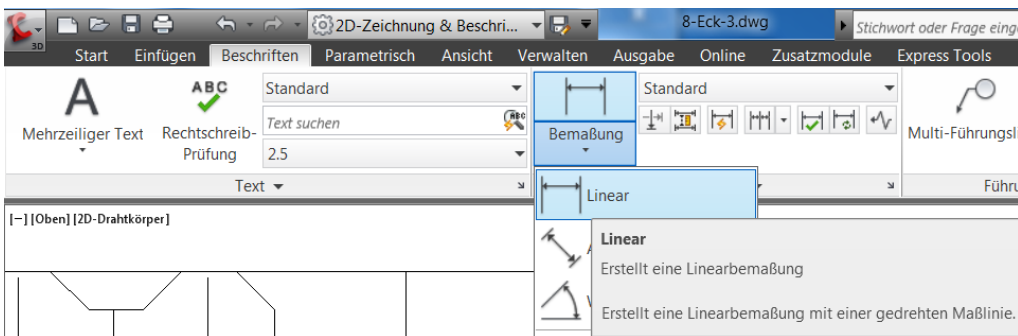 2D-Zeichnung & Beschri...
8-Eck-3.dwg
Stichwort oder Frage eing
3D
Start Einfügen Beschriften Parametrisch Ansicht Verwalten Ausgabe Online Zusatzmodule Express Tools
A
Mehrzeiliger Text
ABC
Rechtschreib-
Prüfung
Standard
Text suchen
ABC
2.5
Text
Bemaßung
Standard
Multi-Führungsli
Führu
Linear
[−] [Oben] [2D-Drahtkörper]
Linear
Erstellt eine Linearbemaßung
Erstellt eine Linearbemaßung mit einer gedrehten Maßlinie.